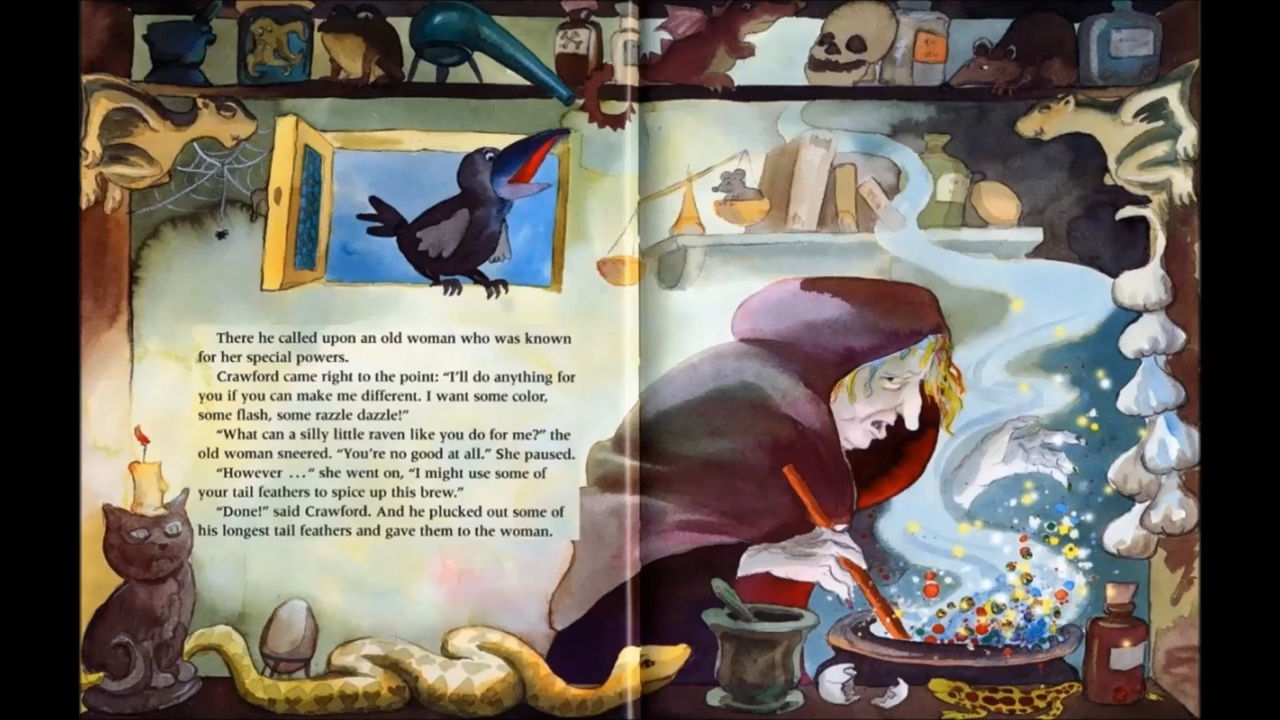 There he called upon an old woman who was known
for her special powers.
Crawford came right to the point: “I’ll do anything for
you if you can make me different. I want some color,
some flash, some razzle dazzle!”
“What can a silly little raven like you do for me?” the
old woman sneered. “You’re no good at all.” She paused.
“However ...“ she went on, “I might use some of
your tail feathers to spice up this brew.”
“Done!” said Crawford. And he plucked out some of
his longest tail feathers and gave them to the woman.